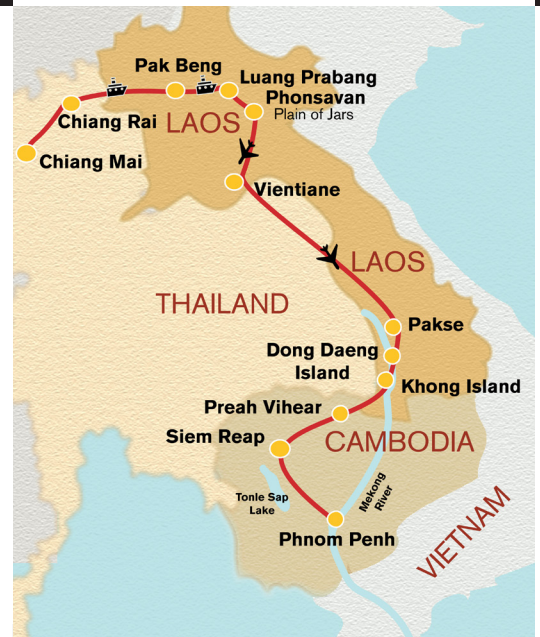 Pak Beng
Luang Prabang
Phonsavan
Plain of Jars
Chiang Rai
LAOS
Chiang Mai
Vientiane
LAOS
THAILAND
Pakse
Dong Daeng
Island
Khong Island
Preah Vihear
Siem Reap
CAMBODIA
Tonle Sap
Lake
Mekong
River
VIETNAM
Phnom Penh